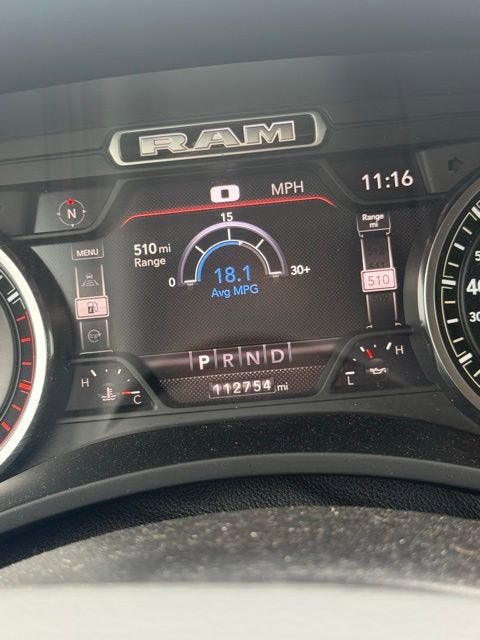 RAM
0 MPH
11:16
N
15
Range
mi
MENU
510 mi
Range
18.1
Avg MPG
0
30+
511
510
P R N D
H
C
112754 mi
H
L